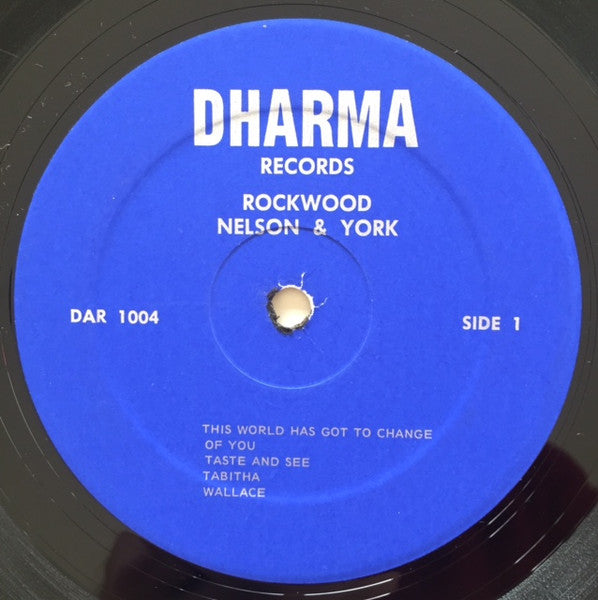 DHARMA
RECORDS
ROCKWOOD
NELSON & YORK
DAR 1004
SIDE 1
THIS WORLD HAS GOT TO CHANGE
OF YOU
TASTE AND SEE
TABITHA
WALLACE